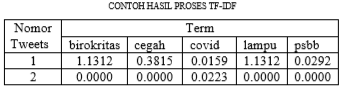 CONTOH HASIL PROSES TF-IDF
Nomor Tweets Term
birokritas cegah covid lampu psbb
1 1.1312 0.3815 0.0159 1.1312 0.0292
2 0.0000 0.0000 0.0223 0.0000 0.0000